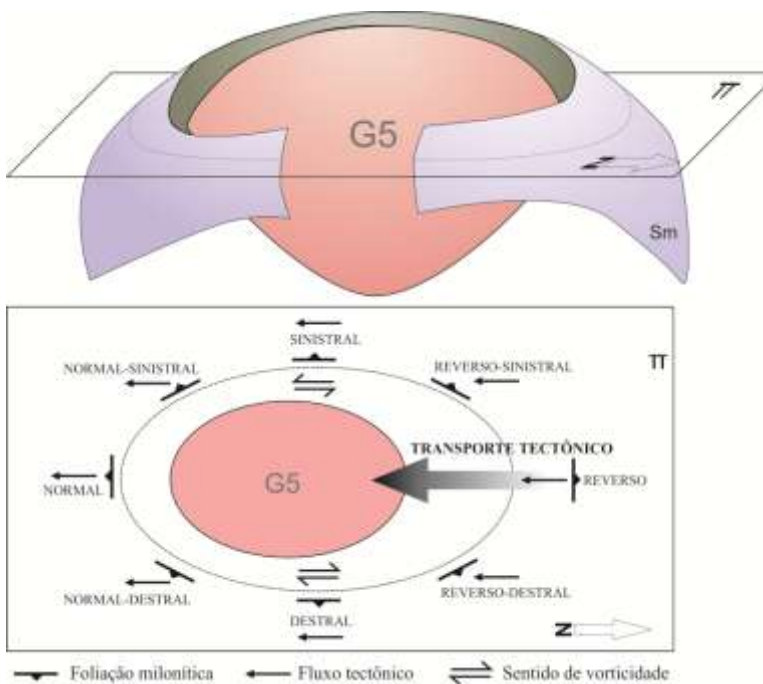 π
G5
Sm
SINISTRAL
NORMAL-SINISTRAL
REVERSO-SINISTRAL
π
TRANSPORTE TECTÔNICO
G5
NORMAL
REVERSO
NORMAL-DESTRAL
REVERSO-DESTRAL
DESTRAL
N
Foliação milonítica
Fluxo tectônico
Sentido de vorticidade